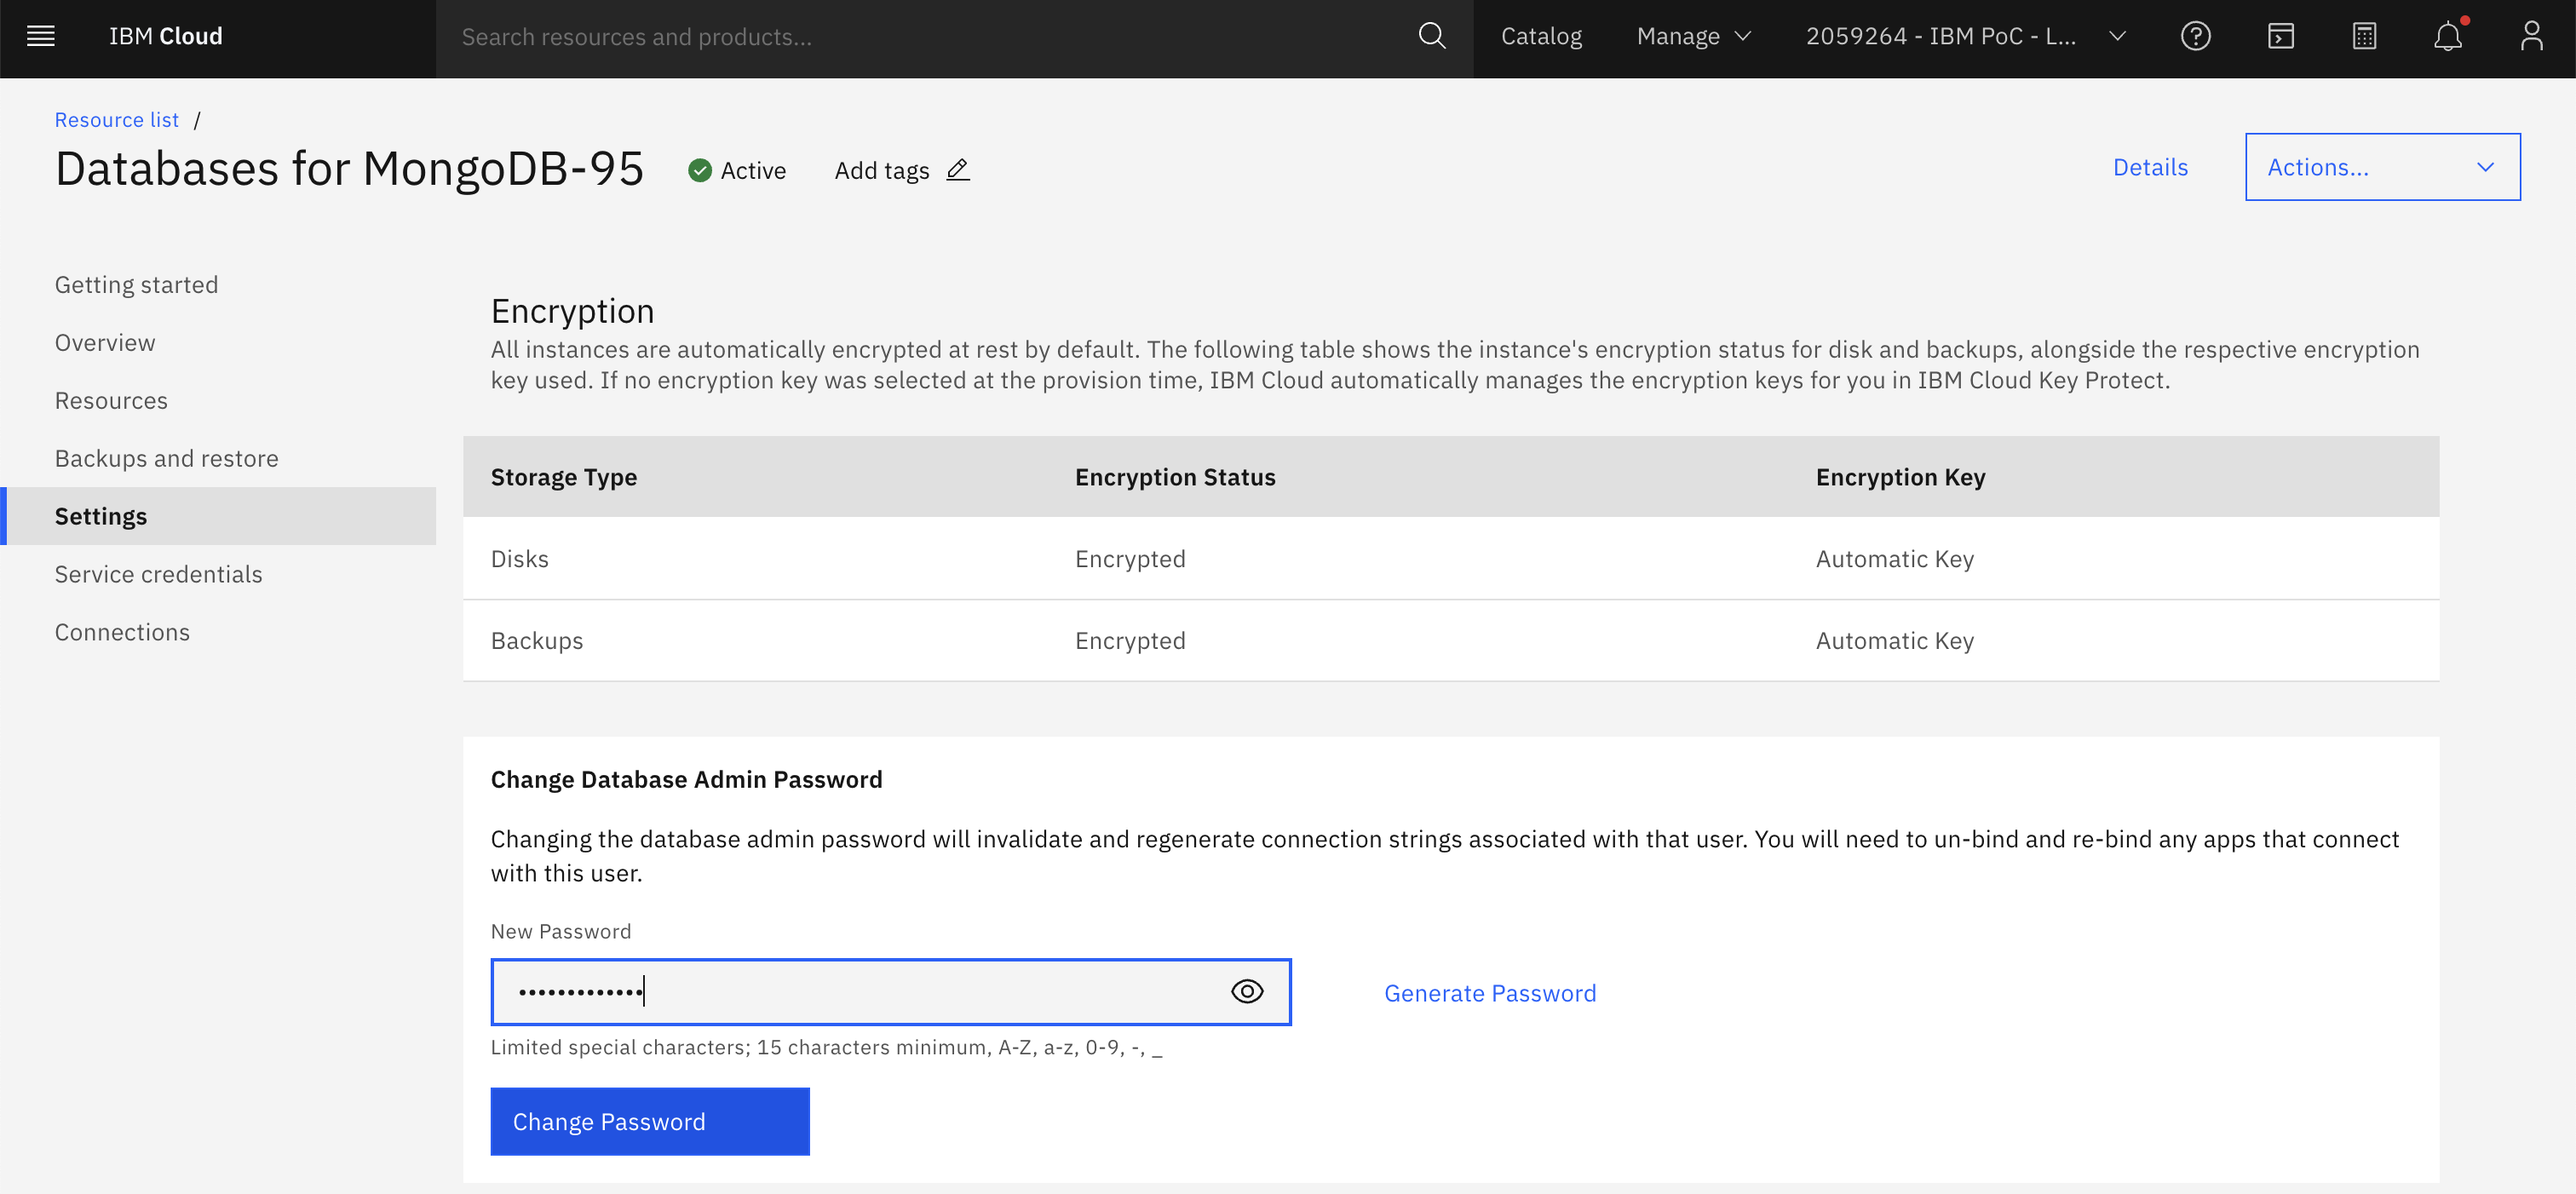 IBM Cloud
Search resources and products...
Catalog
Manage
2059264 - IBM PoC - L...
Resource list /
Databases for MongoDB-95
Active
Add tags
Details
Actions...
Getting started
Overview
Resources
Backups and restore
Settings
Service credentials
Connections
Encryption
All instances are automatically encrypted at rest by default. The following table shows the instance's encryption status for disk and backups, alongside the respective encryption
key used. If no encryption key was selected at the provision time, IBM Cloud automatically manages the encryption keys for you in IBM Cloud Key Protect.
Storage Type Encryption Status Encryption Key
Disks Encrypted Automatic Key
Backups Encrypted Automatic Key
Change Database Admin Password
Changing the database admin password will invalidate and regenerate connection strings associated with that user. You will need to un-bind and re-bind any apps that connect
with this user.
New Password
•••••••••••••
Generate Password
Limited special characters; 15 characters minimum, A-Z, a-z, 0-9, -, _
Change Password